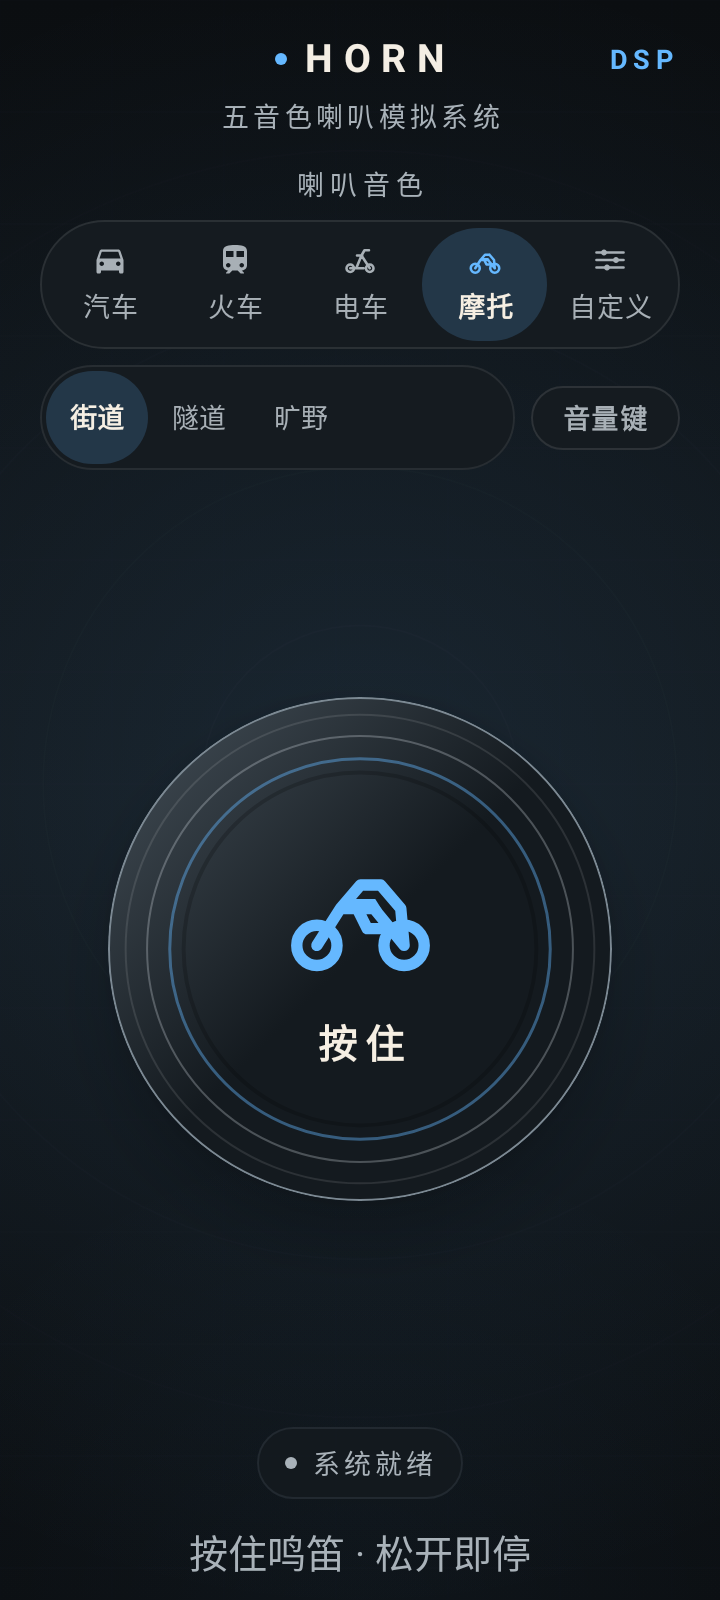 HORN
DSP
五音色喇叭模拟系统
喇叭音色
汽车 火车 电车 摩托 自定义
街道 隧道 旷野 音量键
按住
系统就绪
按住鸣笛 · 松开即停